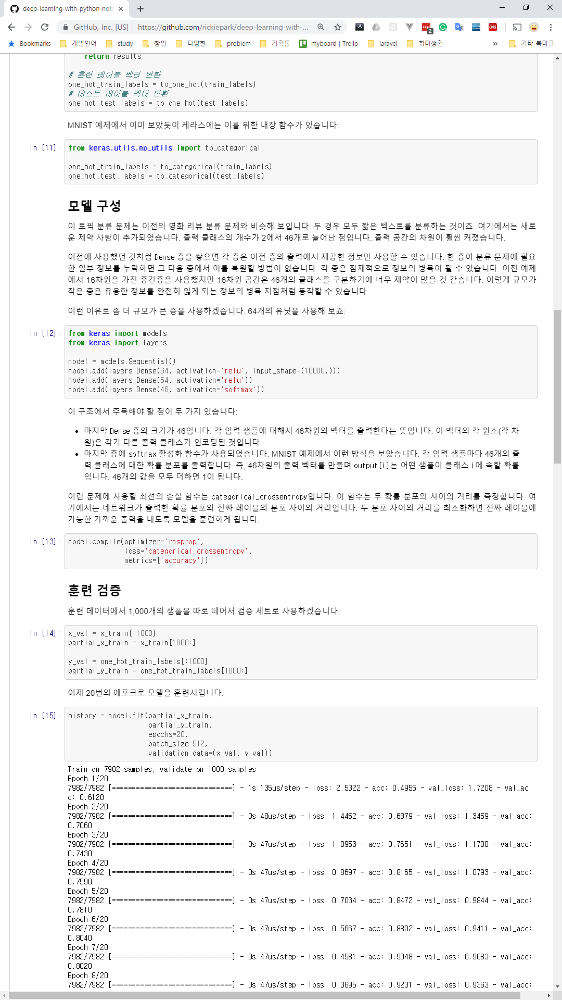 deep-learning-with-python-note
GitHub, Inc. [US] | https://github.com/rickiepark/deep-learning-with-...
Bookmarks 개발언어 study 창업 다양한 problem 기획툴 myboard | Trello laravel 취미생활 » 기타 북마크
return results
# 훈련 레이블 벡터 변환
one_hot_train_labels = to_one_hot(train_labels)
# 테스트 레이블 벡터 변환
one_hot_test_labels = to_one_hot(test_labels)
MNIST 예제에서 이미 보았듯이 케라스에는 이를 위한 내장 함수가 있습니다:
In [11]: from keras.utils.np_utils import to_categorical
one_hot_train_labels = to_categorical(train_labels)
one_hot_test_labels = to_categorical(test_labels)
모델 구성
이 토픽 분류 문제는 이전의 영화 리뷰 분류 문제와 비슷해 보입니다. 두 경우 모두 짧은 텍스트를 분류하는 것이죠. 여기에서는 새로
운 제약 사항이 추가되었습니다. 출력 클래스의 개수가 2에서 46개로 늘어난 점입니다. 출력 공간의 차원이 훨씬 커졌습니다.
이전에 사용했던 것처럼 Dense 층을 쌓으면 각 층은 이전 층의 출력에서 제공한 정보만 사용할 수 있습니다. 한 층이 분류 문제에 필요
한 일부 정보를 누락하면 그 다음 층에서 이를 복원할 방법이 없습니다. 각 층은 잠재적으로 정보의 병목이 될 수 있습니다. 이전 예제
에서 16차원을 가진 중간층을 사용했지만 16차원 공간은 46개의 클래스를 구분하기에 너무 제약이 많을 것 같습니다. 이렇게 규모가
작은 층은 유용한 정보를 완전히 잃게 되는 정보의 병목 지점처럼 동작할 수 있습니다.
이런 이유로 좀 더 규모가 큰 층을 사용하겠습니다. 64개의 유닛을 사용해 보죠:
In [12]: from keras import models
from keras import layers
model = models.Sequential()
model.add(layers.Dense(64, activation='relu', input_shape=(10000,)))
model.add(layers.Dense(64, activation='relu'))
model.add(layers.Dense(46, activation='softmax'))
이 구조에서 주목해야 할 점이 두 가지 있습니다:
• 마지막 Dense 층의 크기가 46입니다. 각 입력 샘플에 대해서 46차원의 벡터를 출력한다는 뜻입니다. 이 벡터의 각 원소(각 차
원)은 각기 다른 출력 클래스가 인코딩된 것입니다.
• 마지막 층에 softmax 활성화 함수가 사용되었습니다. MNIST 예제에서 이런 방식을 보았습니다. 각 입력 샘플마다 46개의 출
력 클래스에 대한 확률 분포를 출력합니다. 즉, 46차원의 출력 벡터를 만들며 output[i]는 어떤 샘플이 클래스 i에 속할 확률
입니다. 46개의 값을 모두 더하면 1이 됩니다.
이런 문제에 사용할 최선의 손실 함수는 categorical_crossentropy입니다. 이 함수는 두 확률 분포의 사이의 거리를 측정합니다. 여
기에서는 네트워크가 출력한 확률 분포와 진짜 레이블의 분포 사이의 거리입니다. 두 분포 사이의 거리를 최소화하면 진짜 레이블에
가능한 가까운 출력을 내도록 모델을 훈련하게 됩니다.
In [13]: model.compile(optimizer='rmsprop',
loss='categorical_crossentropy',
metrics=['accuracy'])
훈련 검증
훈련 데이터에서 1,000개의 샘플을 따로 떼어서 검증 세트로 사용하겠습니다:
In [14]: x_val = x_train[:1000]
partial_x_train = x_train[1000:]
y_val = one_hot_train_labels[:1000]
partial_y_train = one_hot_train_labels[1000:]
이제 20번의 에포크로 모델을 훈련시킵니다:
In [15]: history = model.fit(partial_x_train,
partial_y_train,
epochs=20,
batch_size=512,
validation_data=(x_val, y_val))
Train on 7982 samples, validate on 1000 samples
Epoch 1/20
7982/7982 [==============================] - 1s 135us/step - loss: 2.5322 - acc: 0.4955 - val_loss: 1.7208 - val_ac
c: 0.6120
Epoch 2/20
7982/7982 [==============================] - 0s 48us/step - loss: 1.4452 - acc: 0.6879 - val_loss: 1.3459 - val_acc:
0.7060
Epoch 3/20
7982/7982 [==============================] - 0s 47us/step - loss: 1.0953 - acc: 0.7651 - val_loss: 1.1708 - val_acc:
0.7430
Epoch 4/20
7982/7982 [==============================] - 0s 47us/step - loss: 0.8697 - acc: 0.8165 - val_loss: 1.0793 - val_acc:
0.7590
Epoch 5/20
7982/7982 [==============================] - 0s 47us/step - loss: 0.7034 - acc: 0.8472 - val_loss: 0.9844 - val_acc:
0.7810
Epoch 6/20
7982/7982 [==============================] - 0s 47us/step - loss: 0.5667 - acc: 0.8802 - val_loss: 0.9411 - val_acc:
0.8040
Epoch 7/20
7982/7982 [==============================] - 0s 47us/step - loss: 0.4581 - acc: 0.9048 - val_loss: 0.9083 - val_acc:
0.8020
Epoch 8/20
7982/7982 [==============================] - 0s 47us/step - loss: 0.3695 - acc: 0.9231 - val_loss: 0.9363 - val_acc: